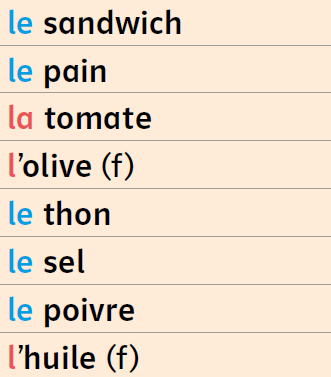 le sandwich
le pain
la tomate
l'olive (f)
le thon
le sel
le poivre
l'huile (f)